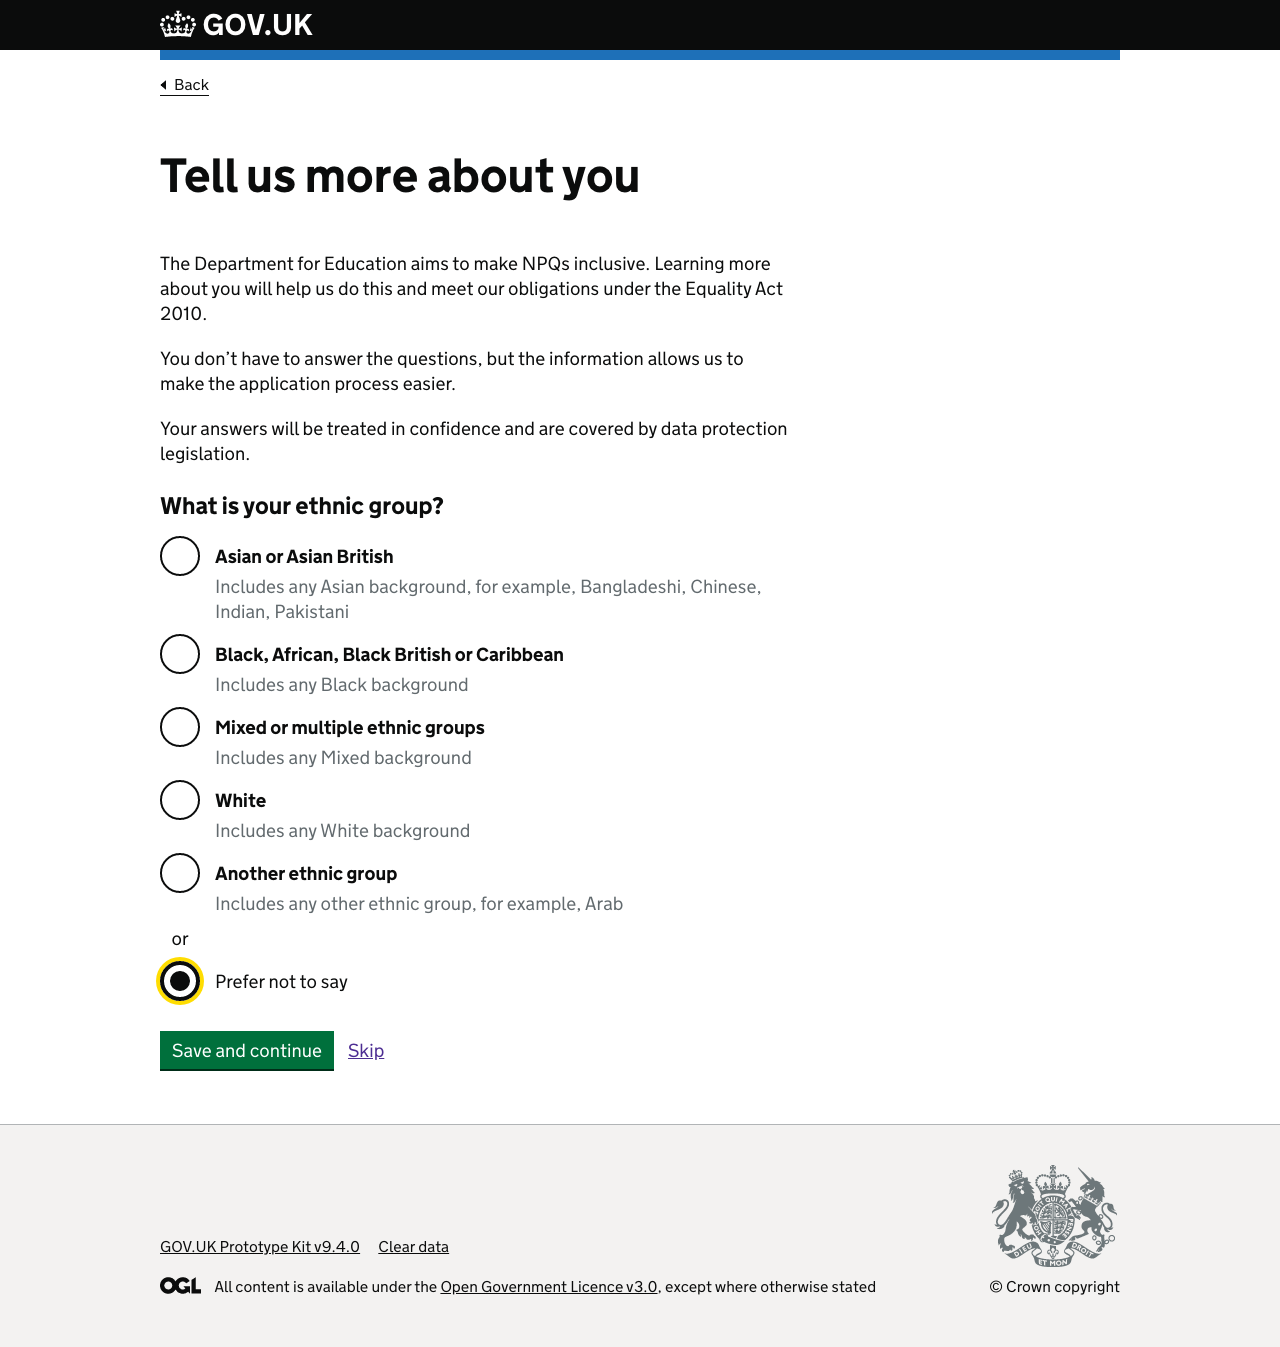 GOV.UK
Back
Tell us more about you
The Department for Education aims to make NPQs inclusive. Learning more
about you will help us do this and meet our obligations under the Equality Act
2010.
You don’t have to answer the questions, but the information allows us to
make the application process easier.
Your answers will be treated in confidence and are covered by data protection
legislation.
What is your ethnic group?
Asian or Asian British
Includes any Asian background, for example, Bangladeshi, Chinese,
Indian, Pakistani
Black, African, Black British or Caribbean
Includes any Black background
Mixed or multiple ethnic groups
Includes any Mixed background
White
Includes any White background
Another ethnic group
Includes any other ethnic group, for example, Arab
or
Prefer not to say
Save and continue Skip
GOV.UK Prototype Kit v9.4.0 Clear data
OGL All content is available under the Open Government Licence v3.0, except where otherwise stated
© Crown copyright